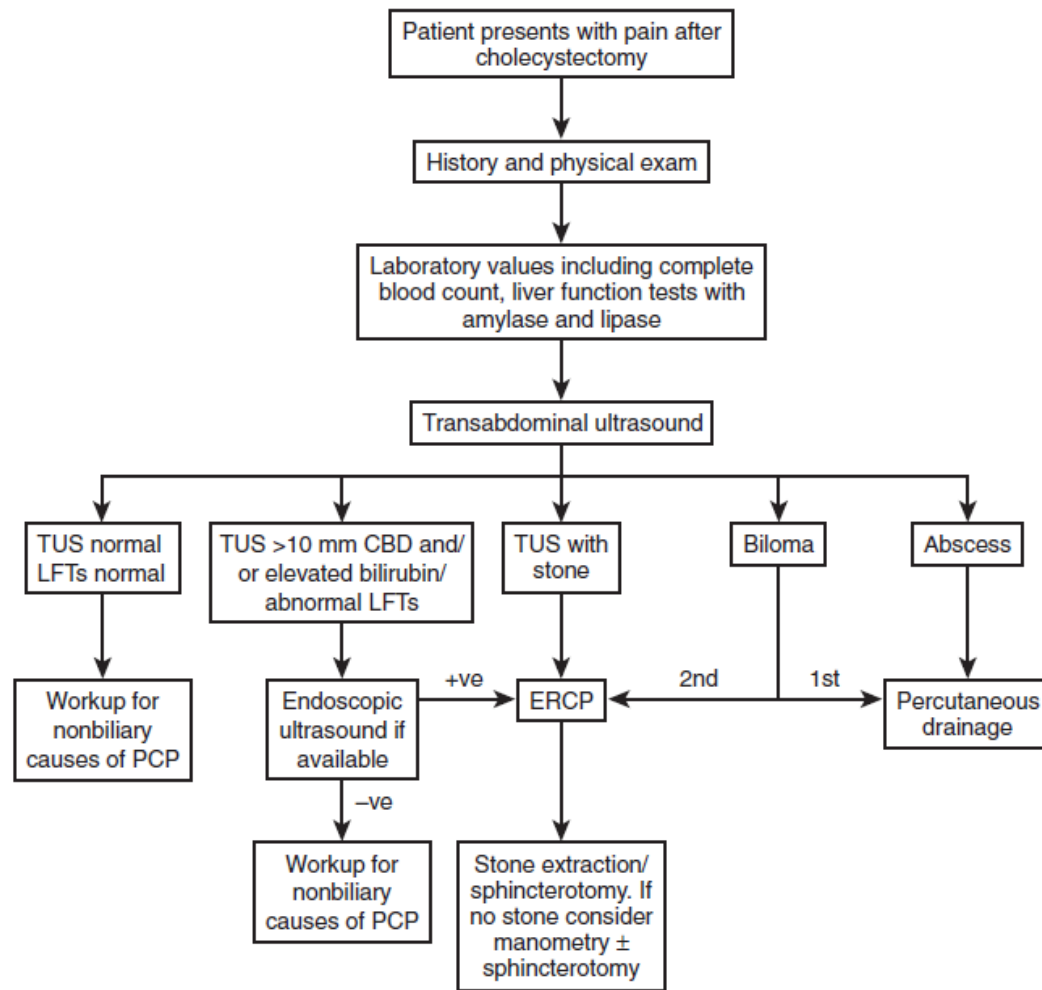 Patient presents with pain after
cholecystectomy
History and physical exam
Laboratory values including complete
blood count, liver function tests with
amylase and lipase
Transabdominal ultrasound
TUS normal
LFTs normal
TUS >10 mm CBD and/
or elevated bilirubin/
abnormal LFTs
TUS with
stone
Biloma
Abscess
Workup for
nonbiliary
causes of PCP
Endoscopic
ultrasound if
available
+ve
ERCP
2nd
1st
Percutaneous
drainage
–ve
Workup for
nonbiliary
causes of PCP
Stone extraction/
sphincterotomy. If
no stone consider
manometry ±
sphincterotomy